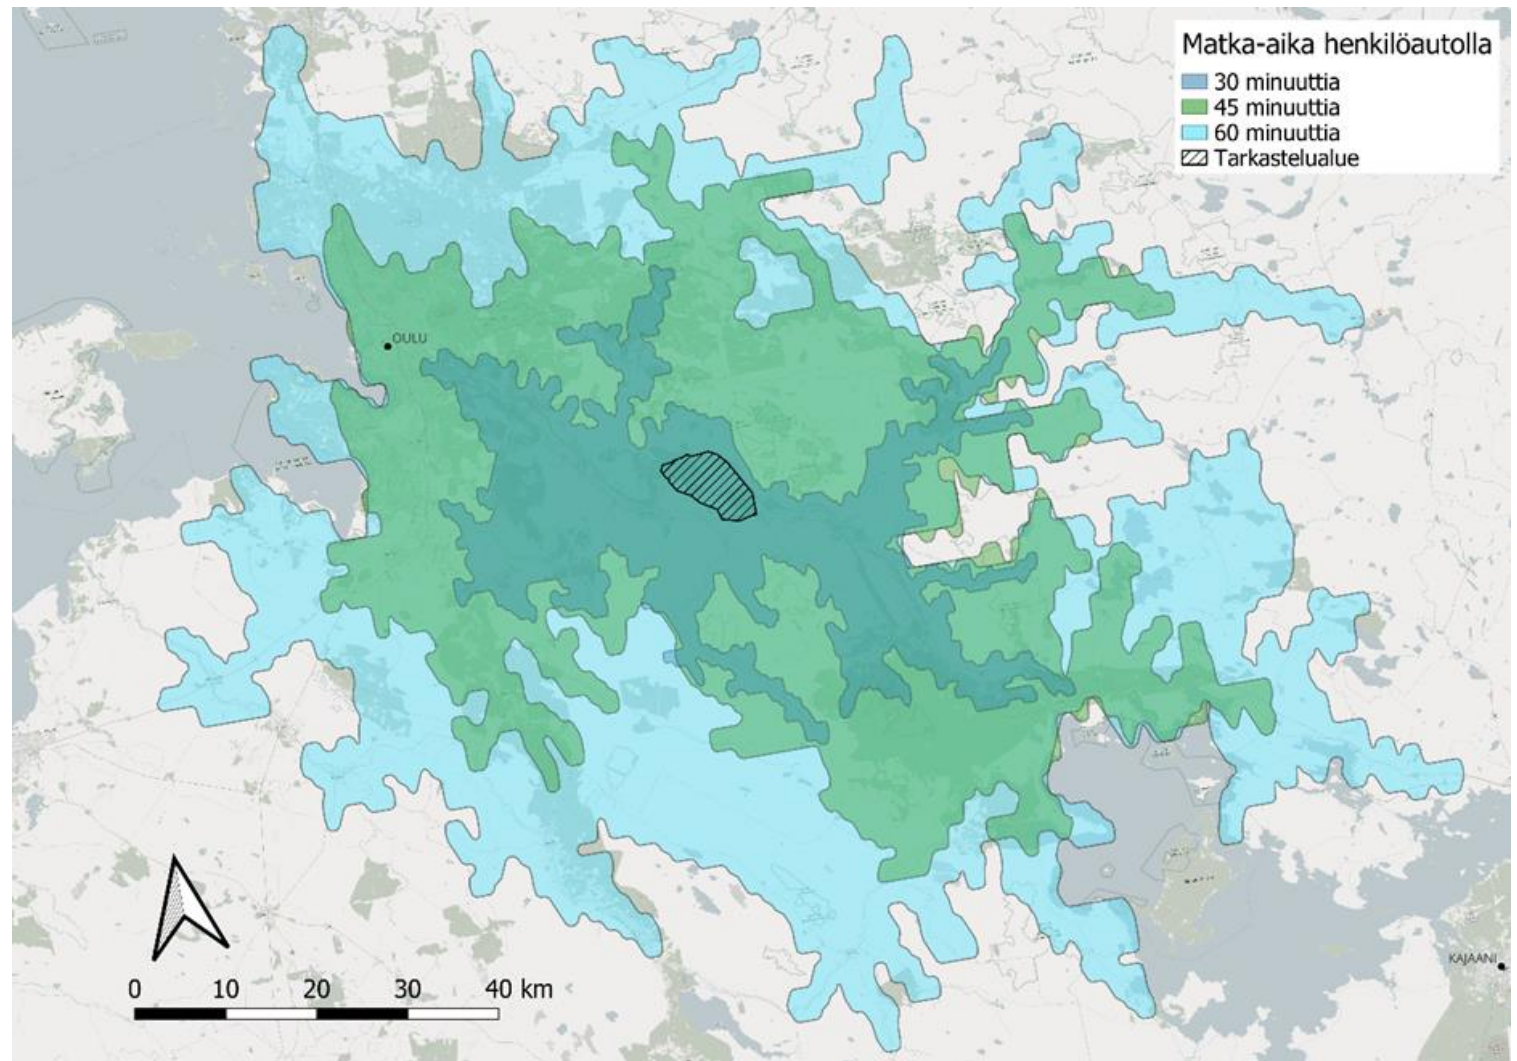 Matka-aika henkilöautolla
30 minuuttia
45 minuuttia
60 minuuttia
Tarkastelualue
OULU
KAJAANI
0 10 20 30 40 km